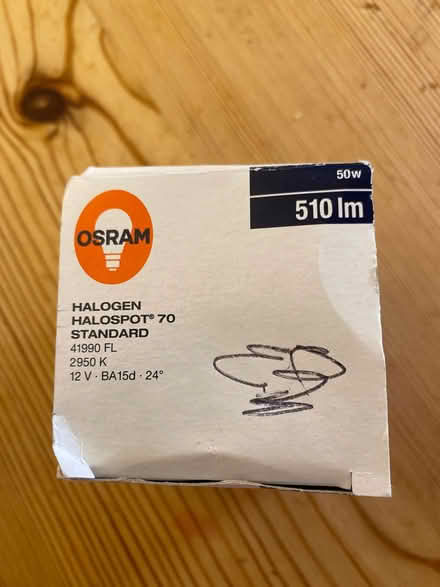 50w
510 lm
OSRAM
HALOGEN
HALOSPOT® 70
STANDARD
41990 FL
2950 K
12 V · BA15d · 24°